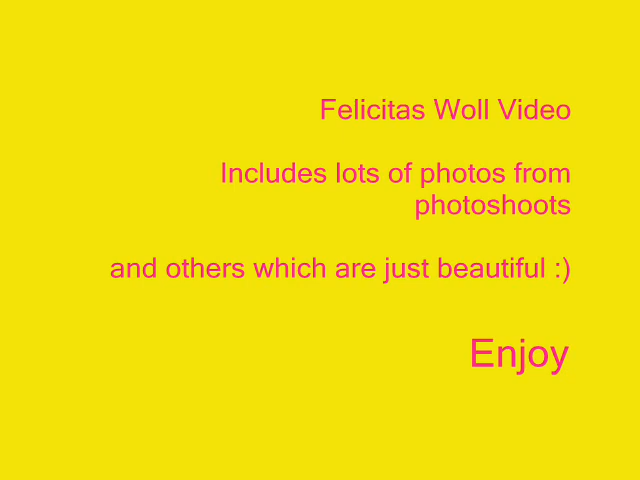 Felicitas Woll Video
Includes lots of photos from
photoshoots
and others which are just beautiful :)
Enjoy